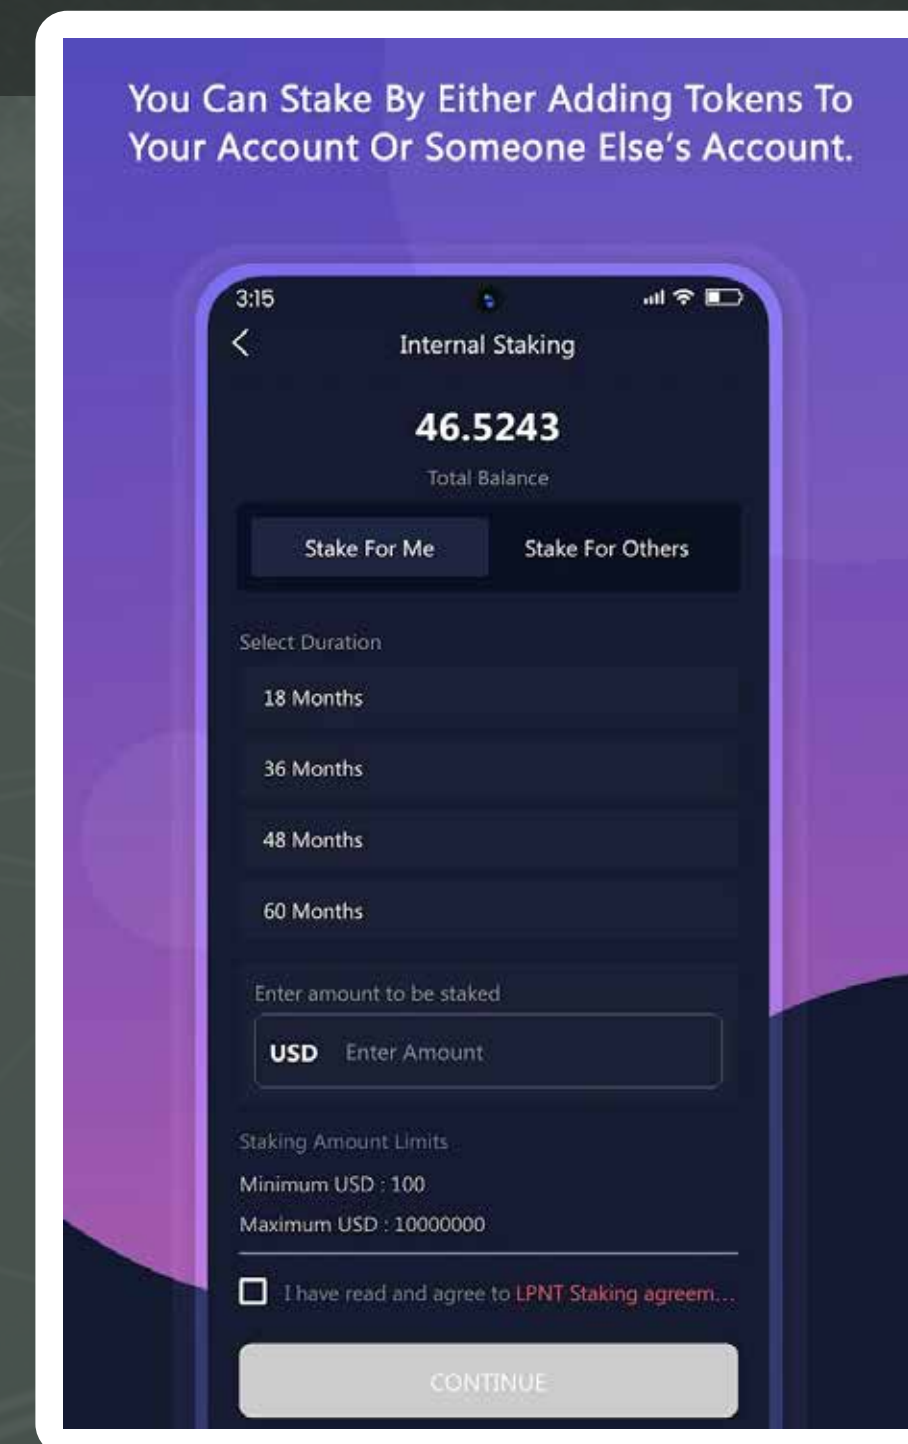 You Can Stake By Either Adding Tokens To
Your Account Or Someone Else's Account.
3:15
Internal Staking
46.5243
Total Balance
Stake For Me
Stake For Others
Select Duration
18 Months
36 Months
48 Months
60 Months
Enter amount to be staked
USD Enter Amount
Staking Amount Limits
Minimum USD : 100
Maximum USD : 10000000
I have read and agree to LPNT Staking agreem...
CONTINUE